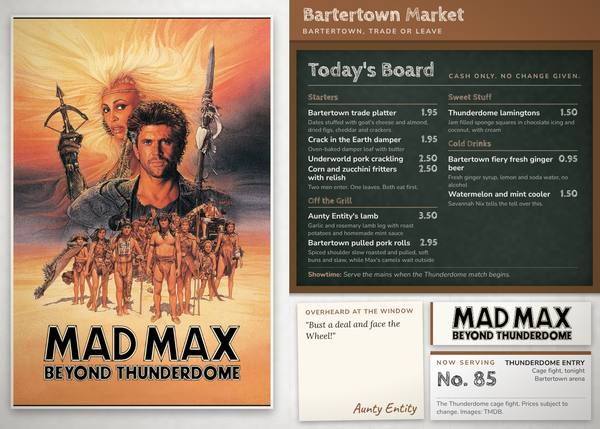 MAD MAX
BEYOND THUNDERDOME
Bartertown Market
BARTERTOWN, TRADE OR LEAVE
Today's Board
CASH ONLY. NO CHANGE GIVEN.
Starters
Bartertown trade platter 1.95
Dates stuffed with goat's cheese and almond,
dried figs, cheddar and crackers
Crack in the Earth damper 1.95
Oven-baked damper loaf with butter
Underworld pork crackling 2.50
Corn and zucchini fritters 2.50
with relish
Two men enter. One leaves. Both eat first.
Off the Grill
Aunty Entity's lamb 3.50
Garlic and rosemary lamb leg with roast
potatoes and homemade mint sauce
Bartertown pulled pork rolls 2.95
Spiced shoulder slow roasted and pulled, soft
buns and slaw, while Max's camels wait outside
Sweet Stuff
Thunderdome lamingtons 1.50
Jam filled sponge squares in chocolate icing and
coconut, with cream
Cold Drinks
Bartertown fiery fresh ginger 0.95
beer
Fresh ginger syrup, lemon and soda water, no
alcohol
Watermelon and mint cooler 1.50
Savannah Nix tells the tell over this.
Showtime: Serve the mains when the Thunderdome match begins.
OVERHEARD AT THE WINDOW
"Bust a deal and face the
Wheel!"
Aunty Entity
MAD MAX
BEYOND THUNDERDOME
NOW SERVING
No. 85
THUNDERDOME ENTRY
Cage fight, tonight
Bartertown arena
The Thunderdome cage fight. Prices subject to
change. Images: TMDB.